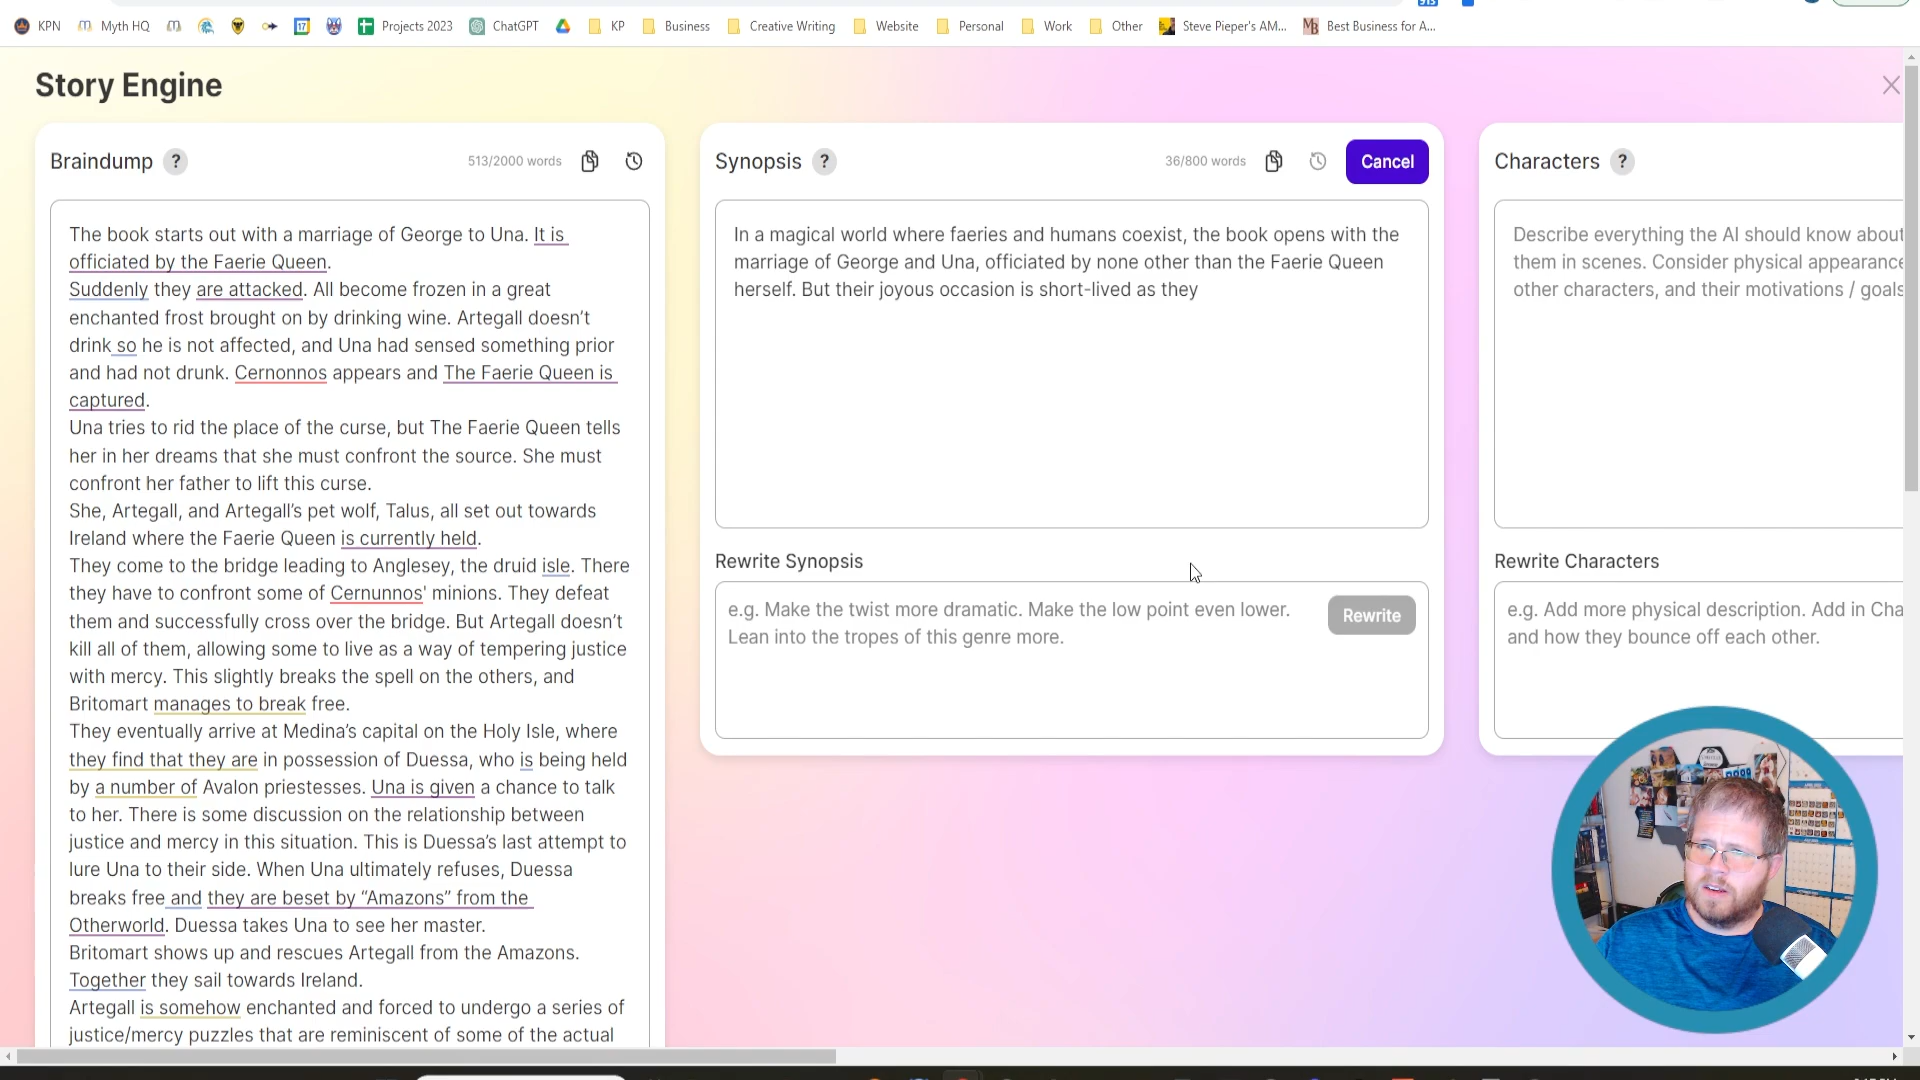 KPN
Myth HQ
17
Projects 2023
ChatGPT
KP
Business
Creative Writing
Website
Personal
Work
Other
Steve Pieper's AM...
Best Business for A...
Story Engine
Braindump ?
513/2000 words
The book starts out with a marriage of George to Una. It is
officiated by the Faerie Queen.
Suddenly they are attacked. All become frozen in a great
enchanted frost brought on by drinking wine. Artegall doesn't
drink so he is not affected, and Una had sensed something prior
and had not drunk. Cernonnos appears and The Faerie Queen is
captured.
Una tries to rid the place of the curse, but The Faerie Queen tells
her in her dreams that she must confront the source. She must
confront her father to lift this curse.
She, Artegall, and Artegall's pet wolf, Talus, all set out towards
Ireland where the Faerie Queen is currently held.
They come to the bridge leading to Anglesey, the druid isle. There
they have to confront some of Cernunnos' minions. They defeat
them and successfully cross over the bridge. But Artegall doesn't
kill all of them, allowing some to live as a way of tempering justice
with mercy. This slightly breaks the spell on the others, and
Britomart manages to break free.
They eventually arrive at Medina's capital on the Holy Isle, where
they find that they are in possession of Duessa, who is being held
by a number of Avalon priestesses. Una is given a chance to talk
to her. There is some discussion on the relationship between
justice and mercy in this situation. This is Duessa's last attempt to
lure Una to their side. When Una ultimately refuses, Duessa
breaks free and they are beset by “Amazons” from the
Otherworld. Duessa takes Una to see her master.
Britomart shows up and rescues Artegall from the Amazons.
Together they sail towards Ireland.
Artegall is somehow enchanted and forced to undergo a series of
justice/mercy puzzles that are reminiscent of some of the actual
Synopsis ?
36/800 words
Cancel
In a magical world where faeries and humans coexist, the book opens with the
marriage of George and Una, officiated by none other than the Faerie Queen
herself. But their joyous occasion is short-lived as they
Rewrite Synopsis
e.g. Make the twist more dramatic. Make the low point even lower.
Lean into the tropes of this genre more.
Rewrite
Characters ?
Describe everything the AI should know about
them in scenes. Consider physical appearance
other characters, and their motivations / goals
Rewrite Characters
e.g. Add more physical description. Add in Cha
and how they bounce off each other.